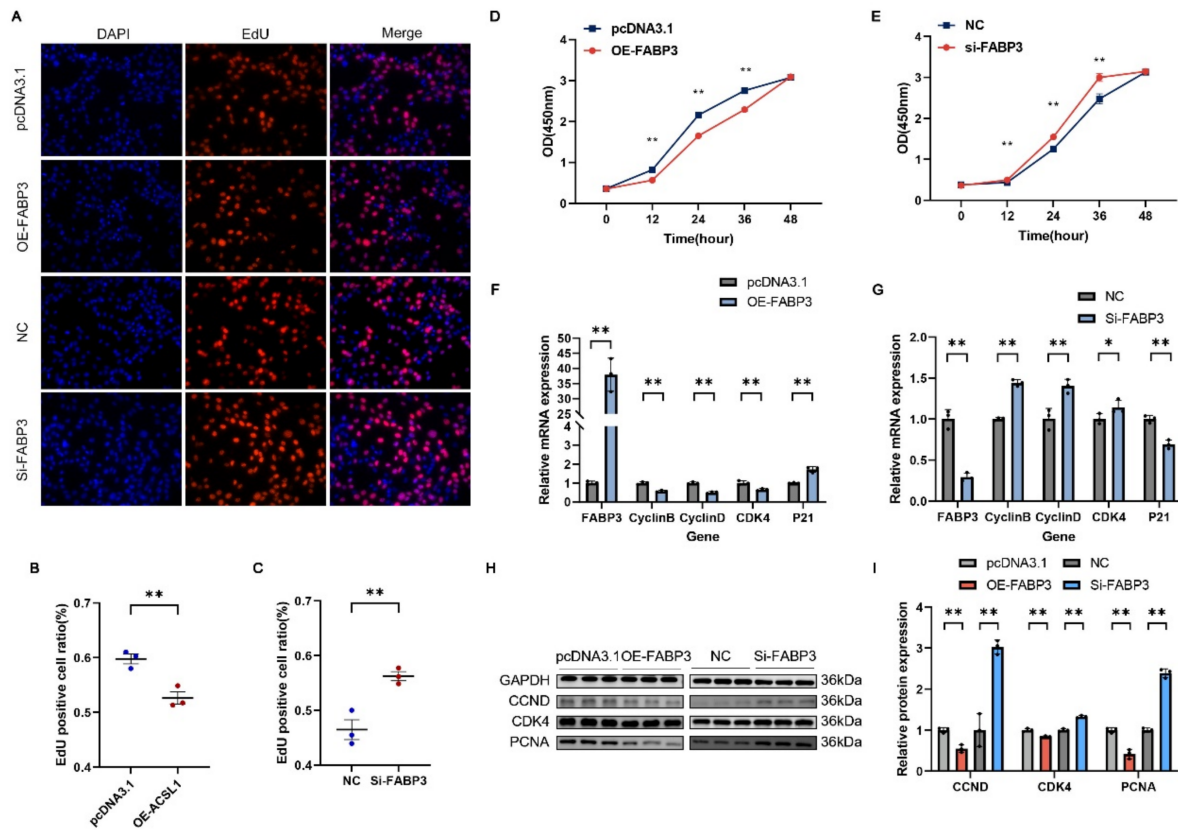 A
DAPI EdU Merge
pcDNA3.1
OE-FABP3
NC
Si-FABP3
B
EdU positive cell ratio(%)
0.7
0.6
0.5
0.4
**
pcDNA3.1 OE-ACSL1
C
EdU positive cell ratio(%)
0.7
0.6
0.5
0.4
**
NC Si-FABP3
D
pcDNA3.1
OE-FABP3
OD(450nm)
4
3
2
1
0
** ** **
0 12 24 36 48
Time(hour)
E
NC
si-FABP3
OD(450nm)
4
3
2
1
0
** ** **
0 12 24 36 48
Time(hour)
F
pcDNA3.1
OE-FABP3
Relative mRNA expression
50
45
40
35
30
25
4
3
2
1
0
** ** ** ** **
FABP3 CyclinB CyclinD CDK4 P21
Gene
G
NC
Si-FABP3
Relative mRNA expression
2.0
1.5
1.0
0.5
0.0
** ** ** * **
FABP3 CyclinB CyclinD CDK4 P21
Gene
H
pcDNA3.1 OE-FABP3 NC Si-FABP3
GAPDH 36kDa
CCND 36kDa
CDK4 36kDa
PCNA 36kDa
I
pcDNA3.1 NC
OE-FABP3 Si-FABP3
Relative protein expression
4
3
2
1
0
** ** ** ** ** **
CCND CDK4 PCNA